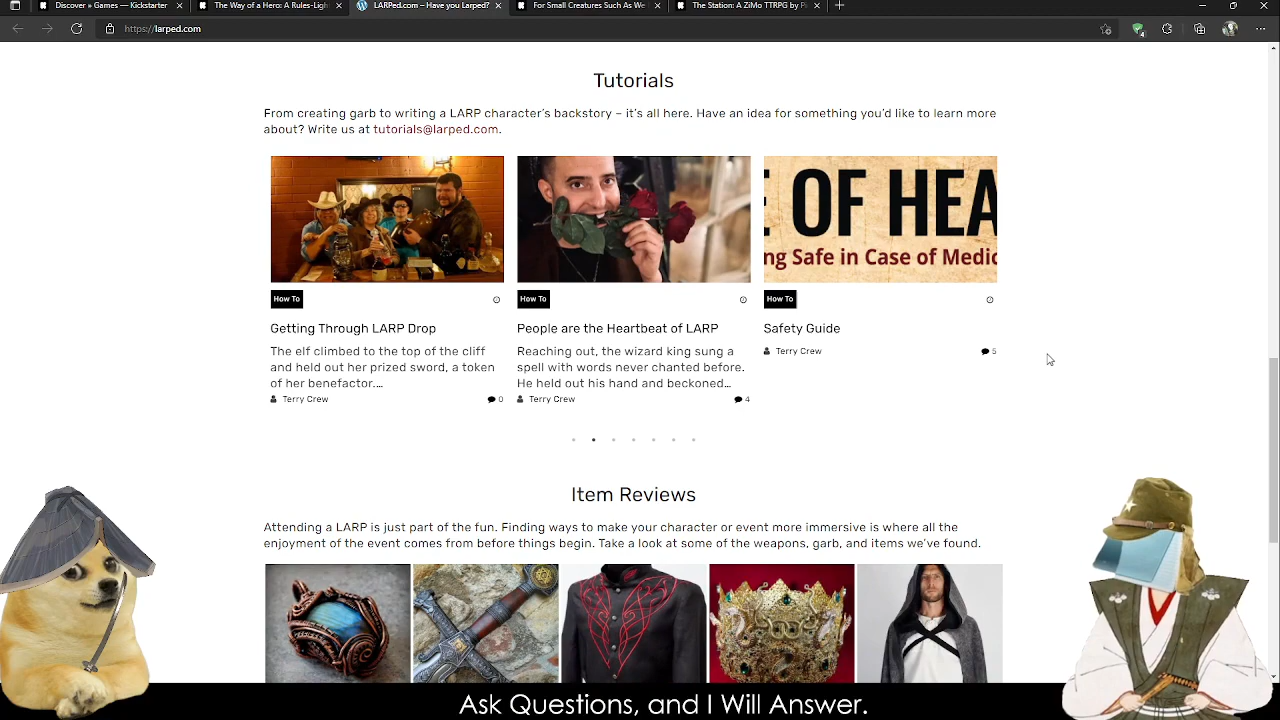 Discover » Games — Kickstarter
The Way of a Hero: A Rules-Ligh
LARPed.com – Have you Larped?
For Small Creatures Such As We
The Station: A ZiMo TTRPG by Pi
https://larped.com
4
Tutorials
From creating garb to writing a LARP character's backstory – it's all here. Have an idea for something you'd like to learn more
about? Write us at tutorials@larped.com.
E OF HEA
ng Safe in Case of Medic
How To
How To
How To
Getting Through LARP Drop
The elf climbed to the top of the cliff
and held out her prized sword, a token
of her benefactor.…
Terry Crew
0
People are the Heartbeat of LARP
Reaching out, the wizard king sung a
spell with words never chanted before.
He held out his hand and beckoned…
Terry Crew
4
Safety Guide
Terry Crew
5
Item Reviews
Attending a LARP is just part of the fun. Finding ways to make your character or event more immersive is where all the
enjoyment of the event comes from before things begin. Take a look at some of the weapons, garb, and items we've found.
Ask Questions, and I Will Answer.